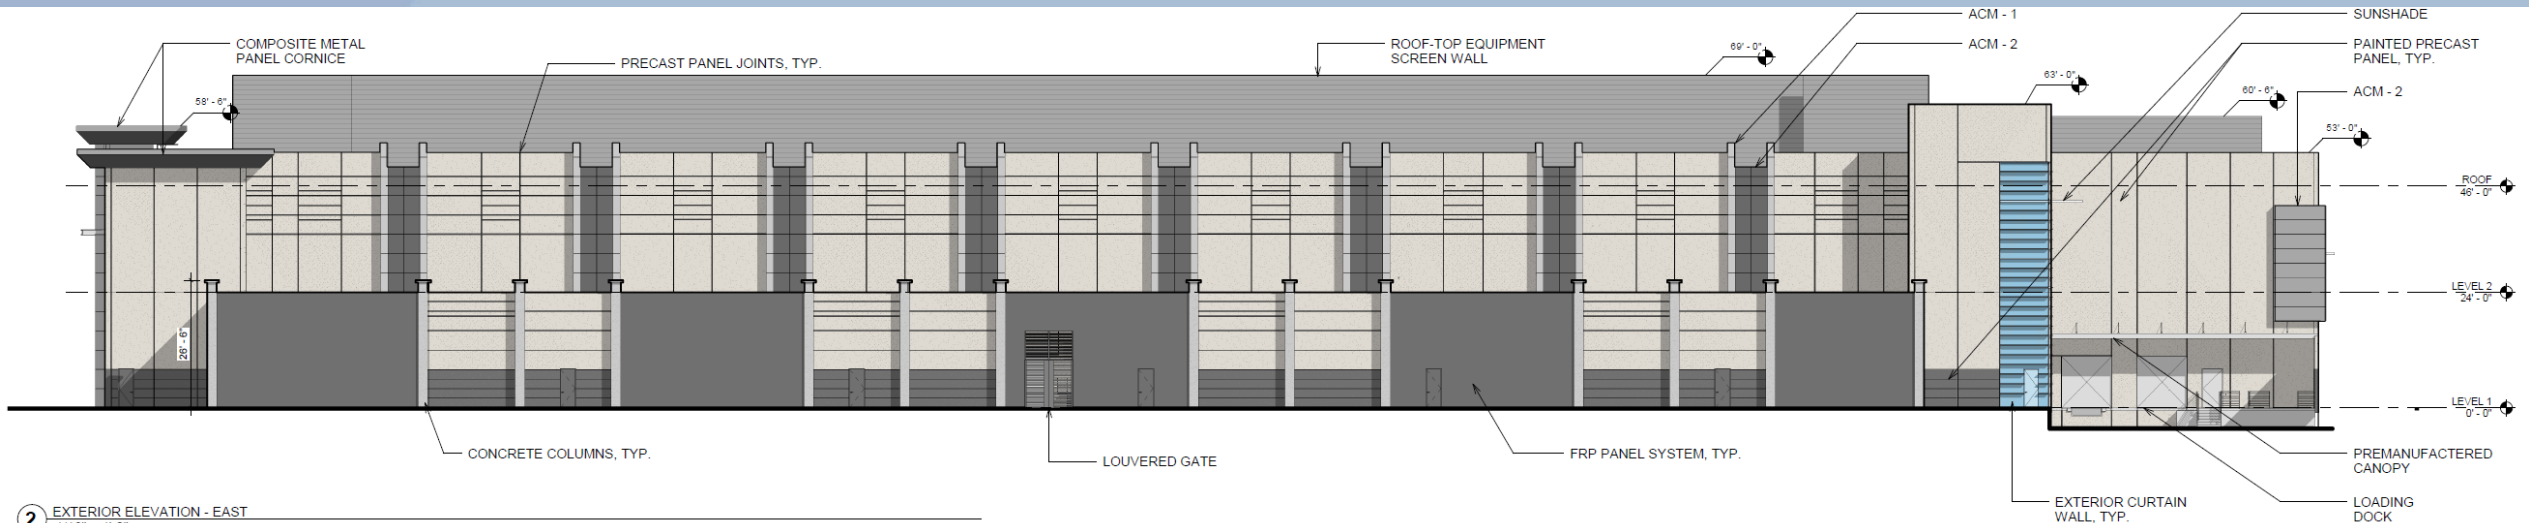 ACM - 1
SUNSHADE
COMPOSITE METAL
PANEL CORNICE
ROOF-TOP EQUIPMENT
SCREEN WALL
69' - 0"
ACM - 2
PAINTED PRECAST
PANEL, TYP.
PRECAST PANEL JOINTS, TYP.
63' - 0"
60' - 6"
ACM - 2
58' - 6"
53' - 0"
ROOF
46' - 0"
LEVEL 2
24' - 0"
26' - 6"
LEVEL 1
0' - 0"
CONCRETE COLUMNS, TYP.
LOUVERED GATE
FRP PANEL SYSTEM, TYP.
PREMANUFACTERED
CANOPY
EXTERIOR CURTAIN
WALL, TYP.
LOADING
DOCK
2
EXTERIOR ELEVATION - EAST